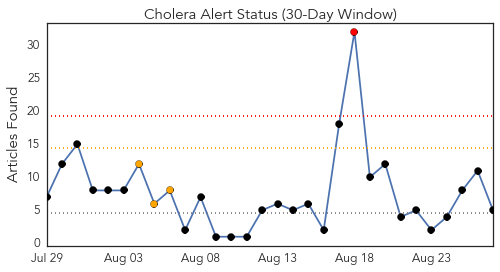 Cholera Alert Status (30-Day Window)
Articles Found
30
25
20
15
10
5
0
Jul 29 Aug 03 Aug 08 Aug 13 Aug 18 Aug 23